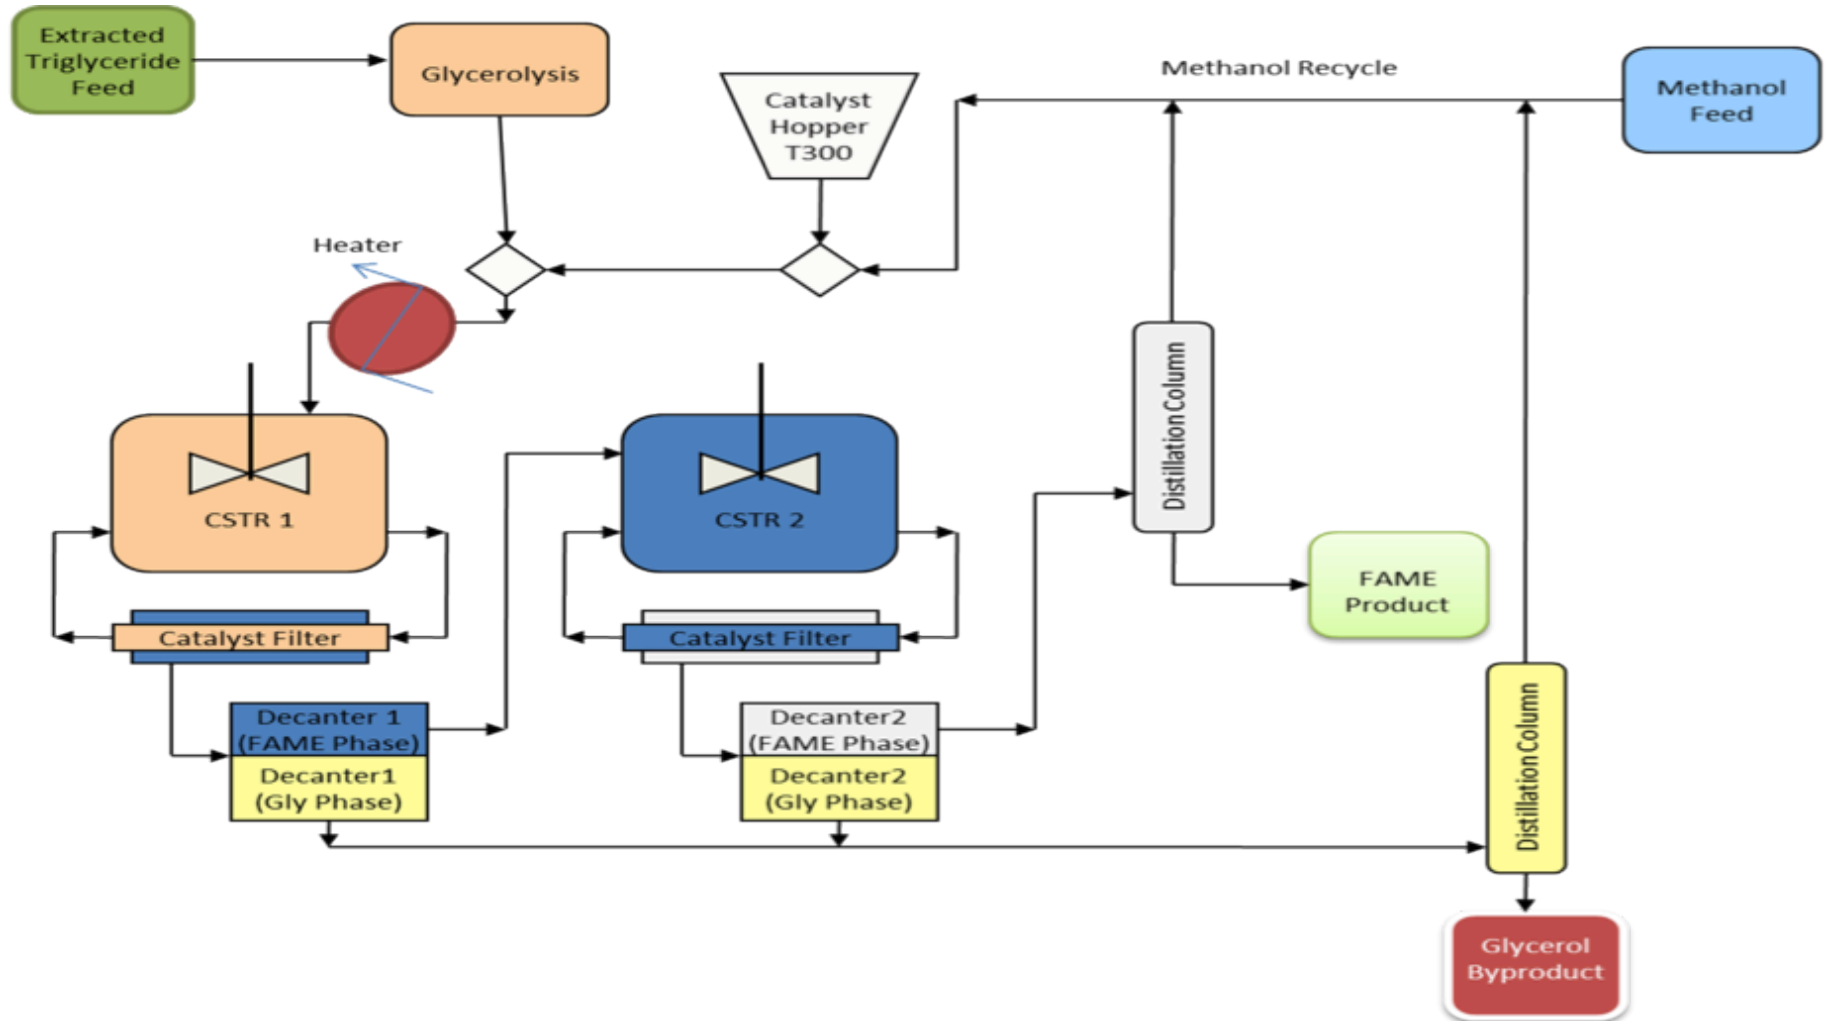 Extracted
Triglyceride
Feed
Glycerolysis
Catalyst
Hopper
T300
Methanol Recycle
Methanol
Feed
Heater
CSTR 1
CSTR 2
Distillation Column
FAME
Product
Catalyst Filter
Catalyst Filter
Decanter 1
(FAME Phase)
Decanter1
(Gly Phase)
Decanter2
(FAME Phase)
Decanter2
(Gly Phase)
Distillation Column
Glycerol
Byproduct